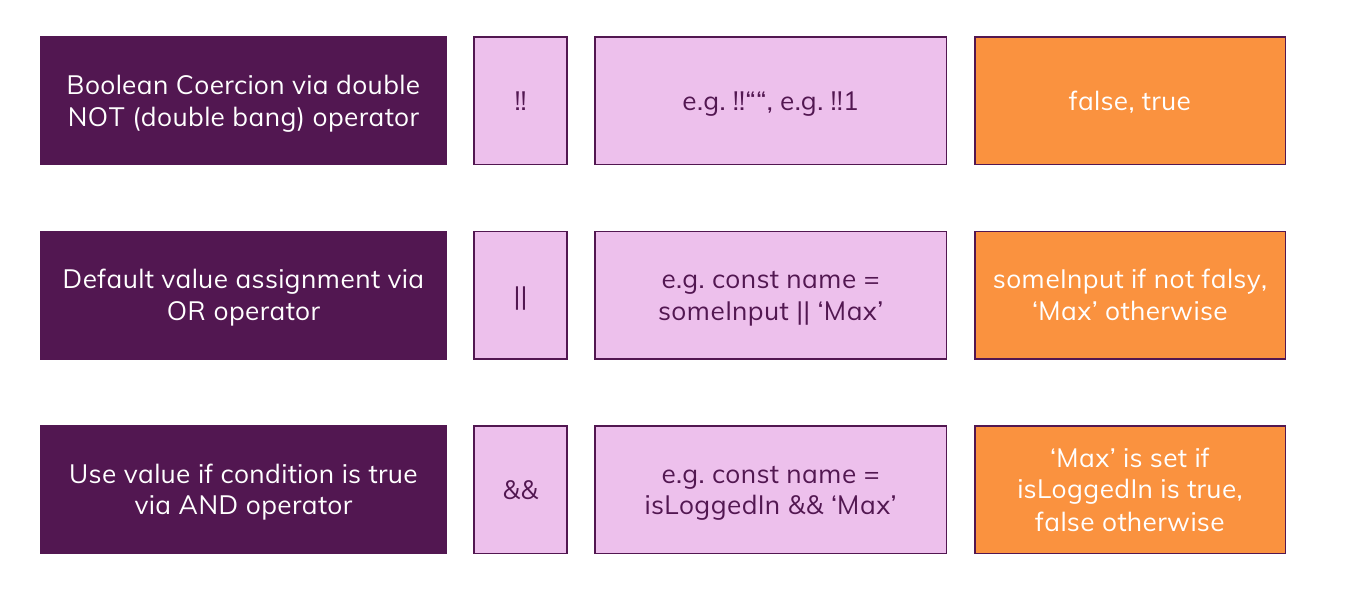 Boolean Coercion via double
NOT (double bang) operator
!!
e.g. !!““, e.g. !!1
false, true
Default value assignment via
OR operator
||
e.g. const name =
someInput || ‘Max’
someInput if not falsy,
‘Max’ otherwise
Use value if condition is true
via AND operator
&&
e.g. const name =
isLoggedIn && ‘Max’
‘Max’ is set if
isLoggedIn is true,
false otherwise